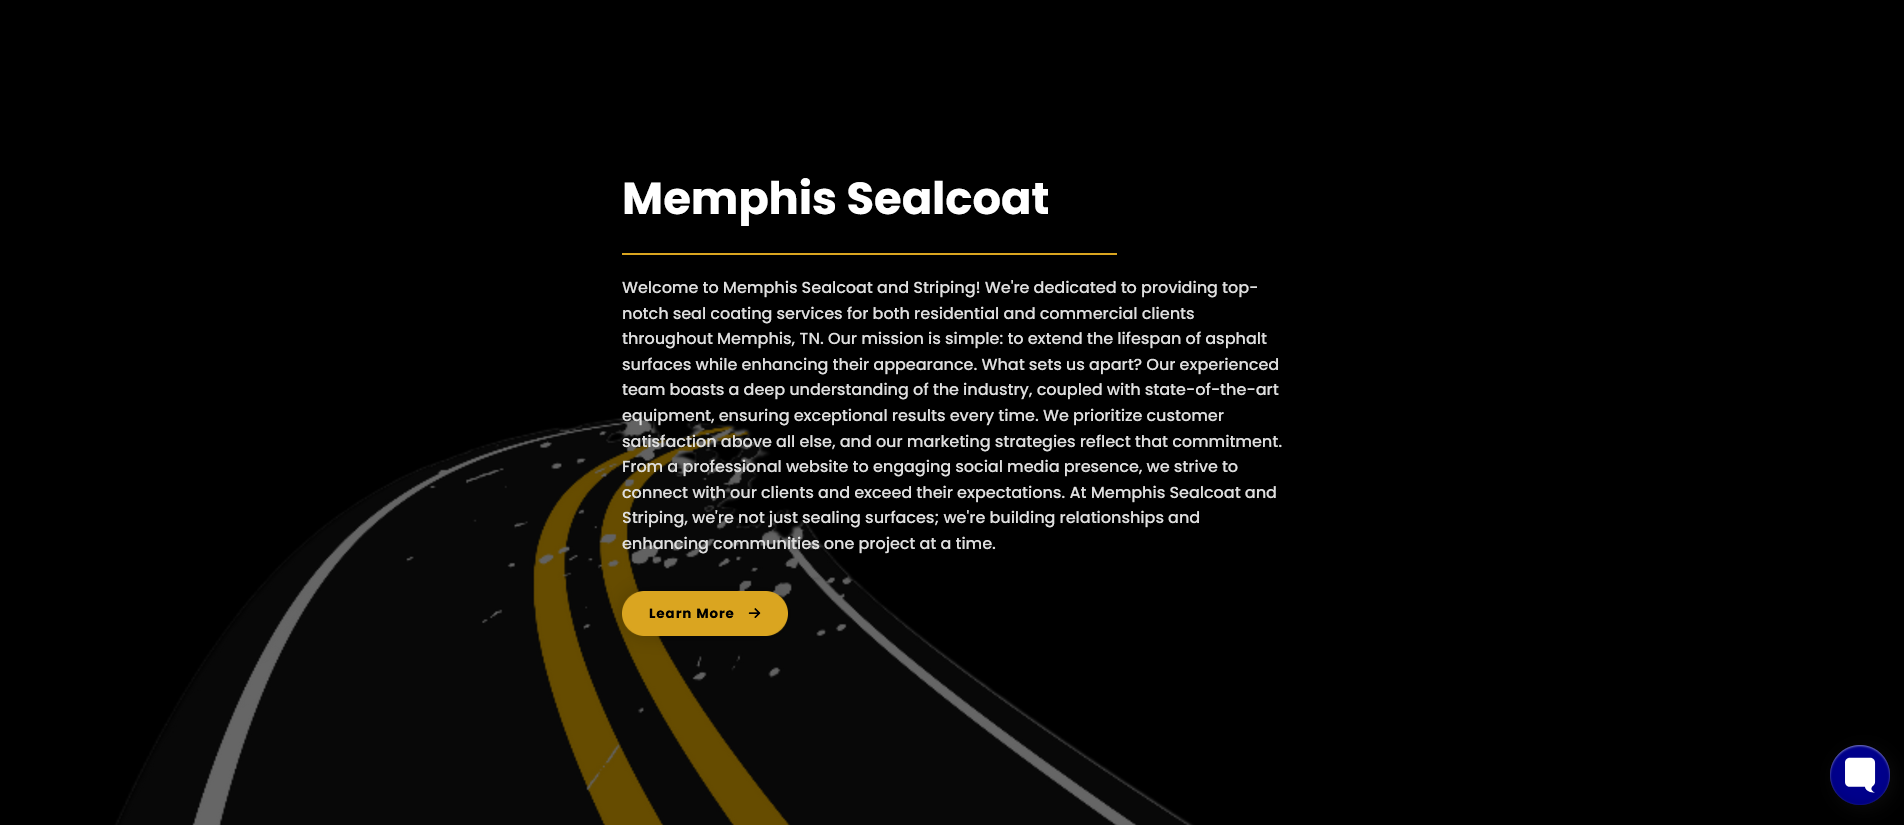 Memphis Sealcoat
Welcome to Memphis Sealcoat and Striping! We're dedicated to providing top-
notch seal coating services for both residential and commercial clients
throughout Memphis, TN. Our mission is simple: to extend the lifespan of asphalt
surfaces while enhancing their appearance. What sets us apart? Our experienced
team boasts a deep understanding of the industry, coupled with state-of-the-art
equipment, ensuring exceptional results every time. We prioritize customer
satisfaction above all else, and our marketing strategies reflect that commitment.
From a professional website to engaging social media presence, we strive to
connect with our clients and exceed their expectations. At Memphis Sealcoat and
Striping, we're not just sealing surfaces; we're building relationships and
enhancing communities one project at a time.
Learn More